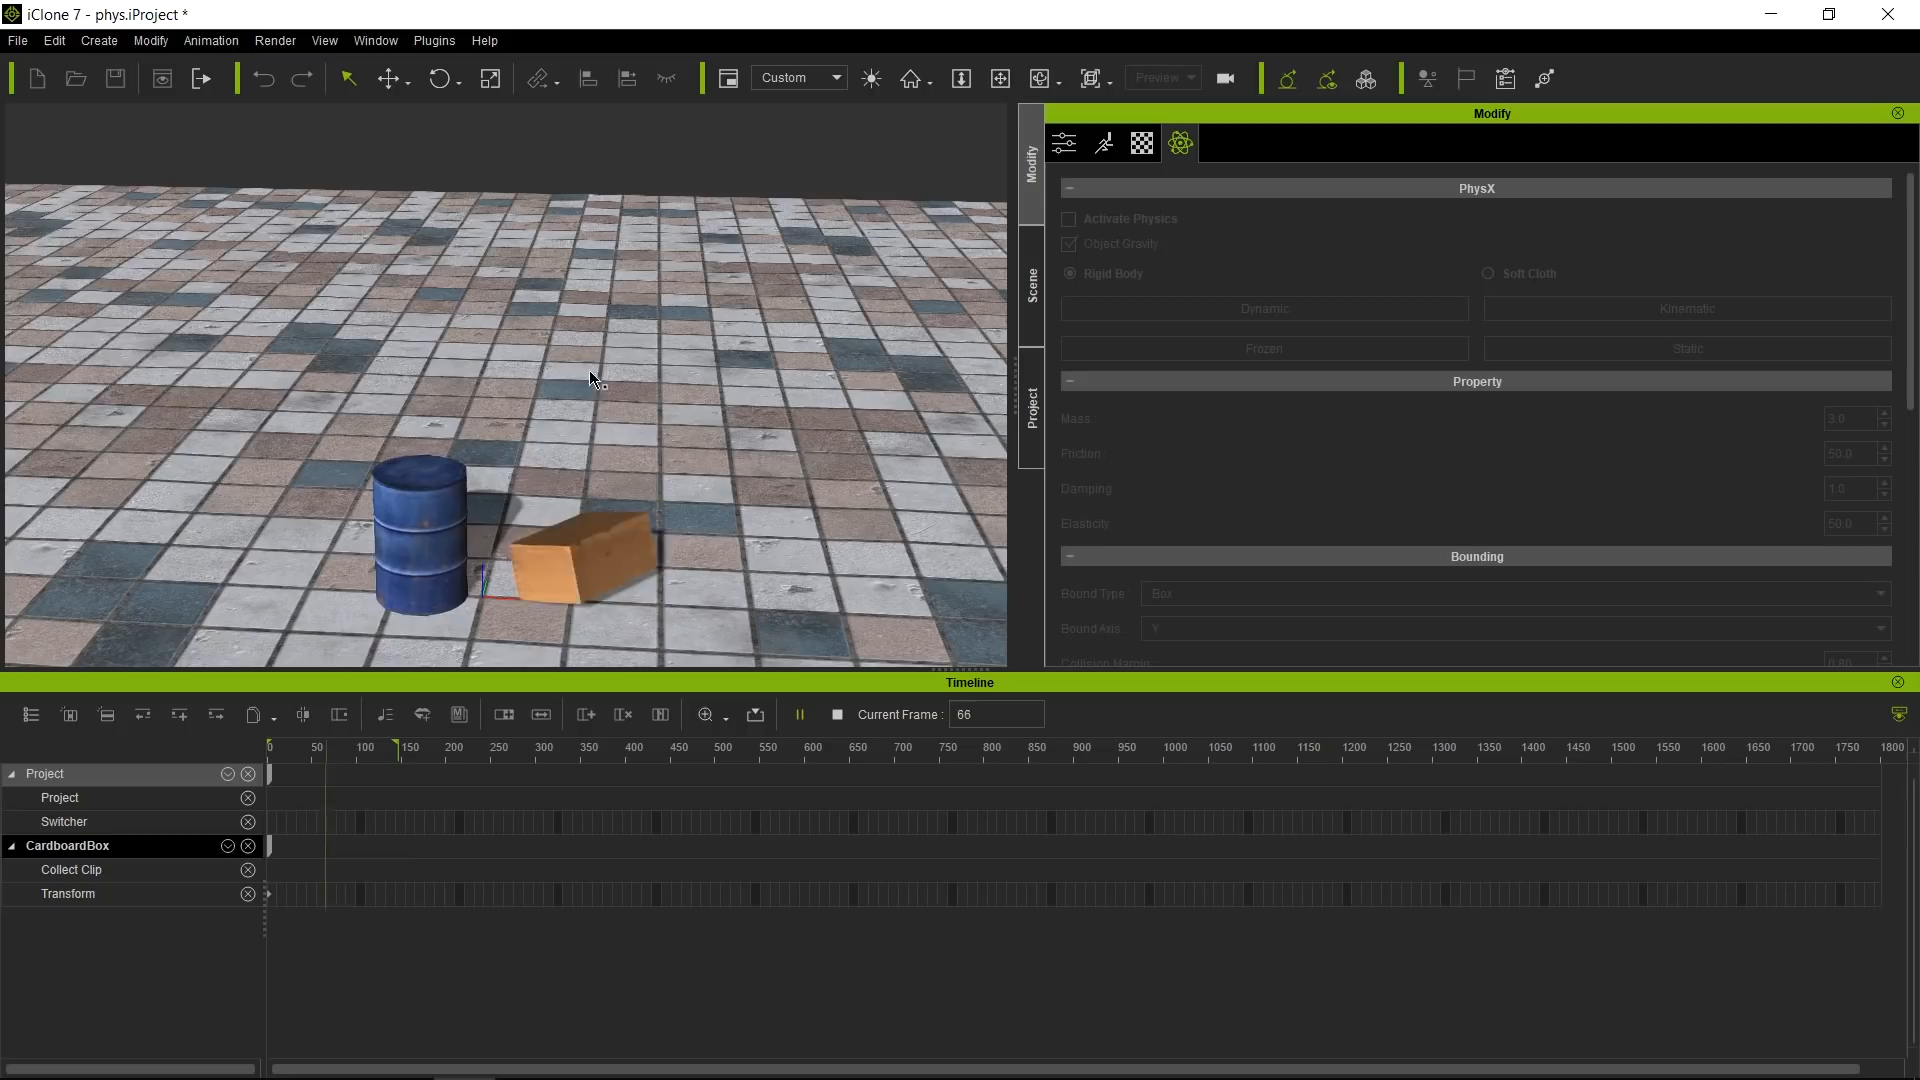 iClone 7 - phys.iProject *
File Edit Create Modify Animation Render View Window Plugins Help
Custom
Preview
Modify
Modify
Scene
Project
PhysX
Activate Physics
Object Gravity
Rigid Body Soft Cloth
Dynamic Kinematic
Frozen Static
Property
Mass : 3.0
Friction : 50.0
Damping : 1.0
Elasticity : 50.0
Bounding
Bound Type : Box
Bound Axis : Y
Collision Margin : 0.80
Timeline
Current Frame : 66
0 50 100 150 200 250 300 350 400 450 500 550 600 650 700 750 800 850 900 950 1000 1050 1100 1150 1200 1250 1300 1350 1400 1450 1500 1550 1600 1650 1700 1750 1800
Project
Project
Switcher
CardboardBox
Collect Clip
Transform